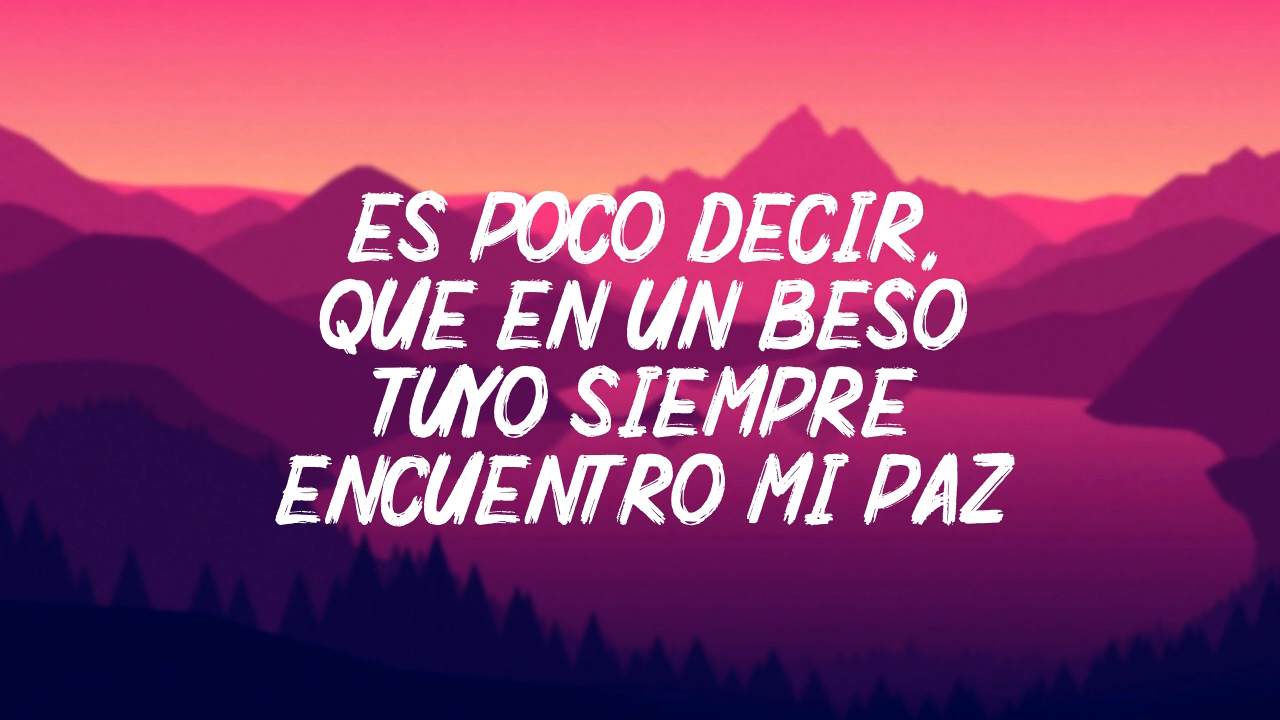 ES POCO DECIR,
QUE EN UN BESO
TUYO SIEMPRE
ENCUENTRO MI PAZ